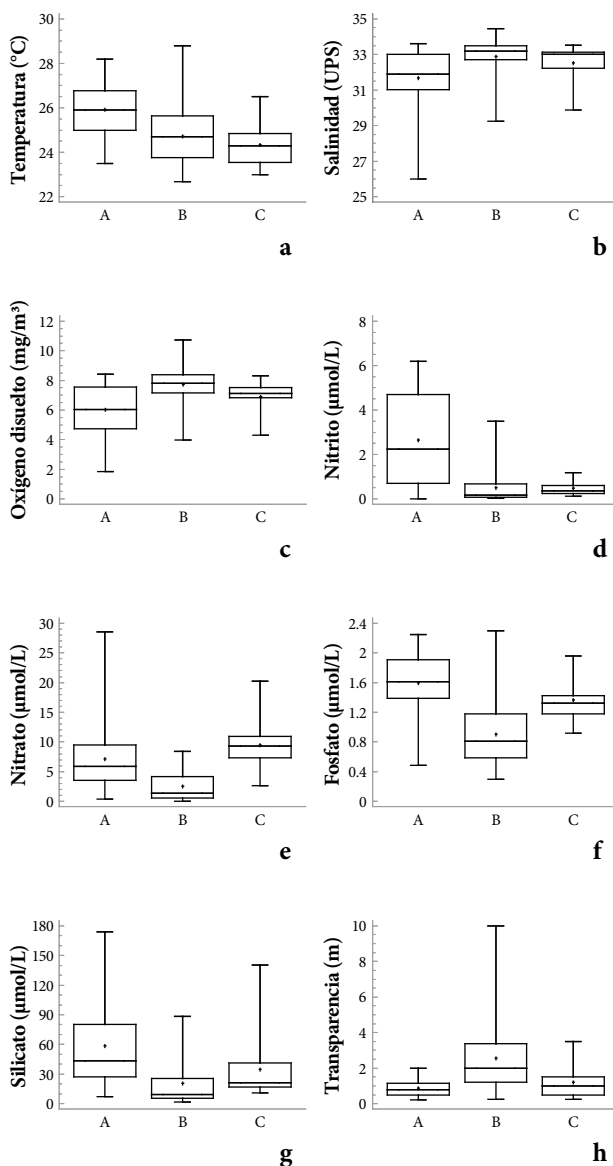 Temperatura (°C)
30
28
26
24
22
A B C
a
Salinidad (UPS)
35
33
31
29
27
25
A B C
b
Oxígeno disuelto (mg/m³)
12
10
8
6
4
2
0
A B C
c
Nitrito (µmol/L)
8
6
4
2
0
A B C
d
Nitrato (µmol/L)
30
25
20
15
10
5
0
A B C
e
Fosfato (µmol/L)
2.4
2
1.6
1.2
0.8
0.4
0
A B C
f
Silicato (µmol/L)
180
150
120
90
60
30
0
A B C
g
Transparencia (m)
10
8
6
4
2
0
A B C
h